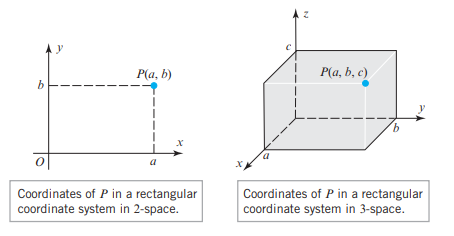 y
b
P(a, b)
x
O
a
Coordinates of P in a rectangular
coordinate system in 2-space.
z
c
P(a, b, c)
y
b
a
x
Coordinates of P in a rectangular
coordinate system in 3-space.